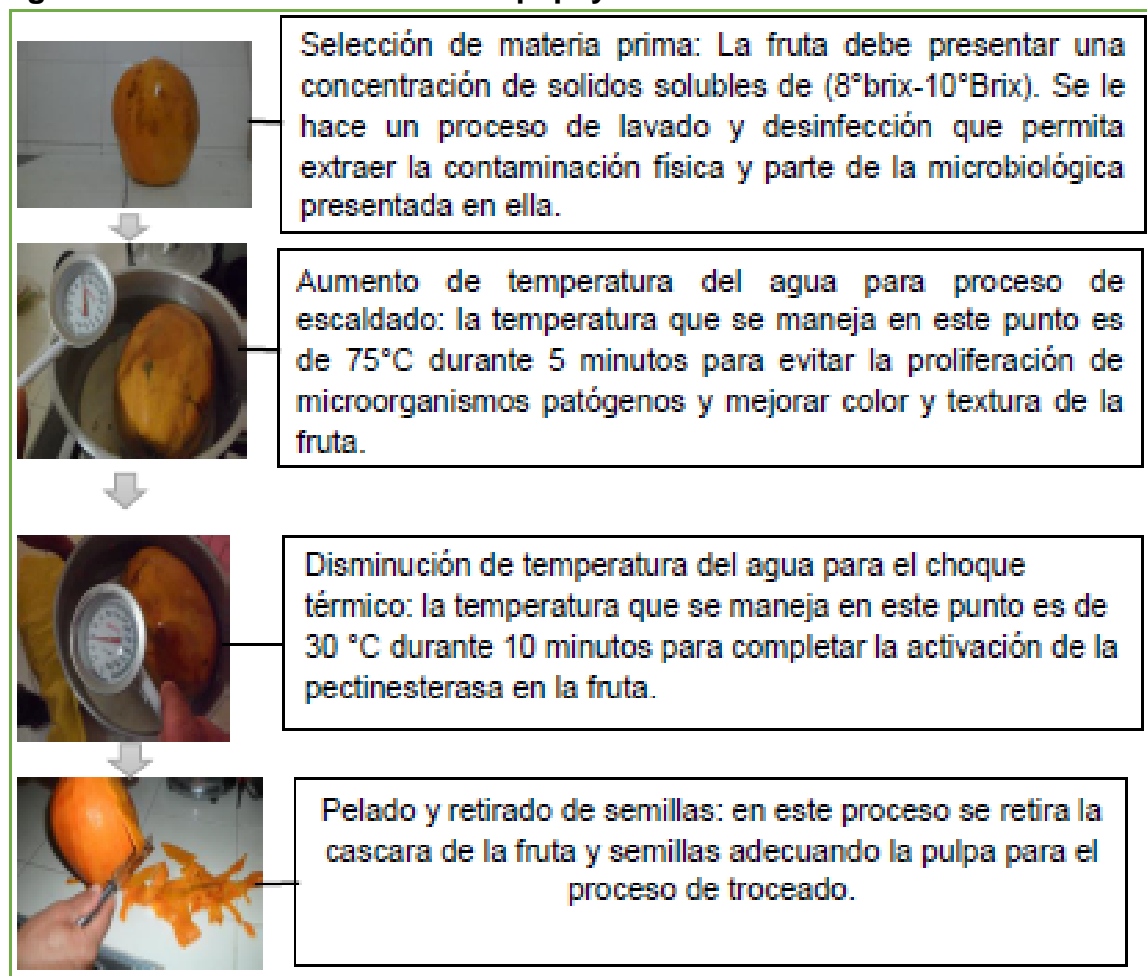 Selección de materia prima: La fruta debe presentar una
concentración de solidos solubles de (8°brix-10°Brix). Se le
hace un proceso de lavado y desinfección que permita
extraer la contaminación física y parte de la microbiológica
presentada en ella.
Aumento de temperatura del agua para proceso de
escaldado: la temperatura que se maneja en este punto es
de 75°C durante 5 minutos para evitar la proliferación de
microorganismos patógenos y mejorar color y textura de la
fruta.
Disminución de temperatura del agua para el choque
térmico: la temperatura que se maneja en este punto es de
30 °C durante 10 minutos para completar la activación de la
pectinesterasa en la fruta.
Pelado y retirado de semillas: en este proceso se retira la
cascara de la fruta y semillas adecuando la pulpa para el
proceso de troceado.